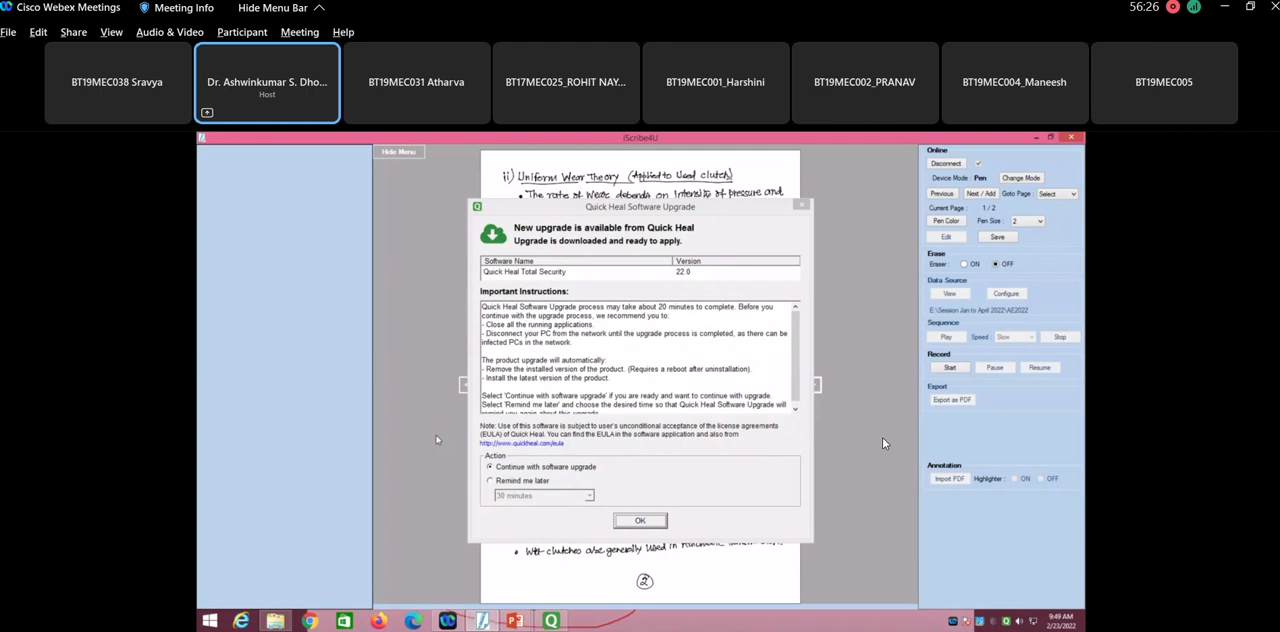 Cisco Webex Meetings
Meeting Info
Hide Menu Bar
56:26
File Edit Share View Audio & Video Participant Meeting Help
BT19MEC038 Sravya
Dr. Ashwinkumar S. Dho...
Host
BT19MEC031 Atharva
BT17MEC025_ROHIT NAY...
BT19MEC001_Harshini
BT19MEC002_PRANAV
BT19MEC004_Maneesh
BT19MEC005
iScribe4U
Hide Menu
ii) Uniform Wear Theory (Applied to Used clutch)
• The rate of Wear depends on Intensity of pressure and
Quick Heal Software Upgrade
New upgrade is available from Quick Heal
Upgrade is downloaded and ready to apply.
Software Name Version
Quick Heal Total Security 22.0
Important Instructions:
Quick Heal Software Upgrade process may take about 20 minutes to complete. Before you
continue with the upgrade process, we recommend you to:
- Close all the running applications.
- Disconnect your PC from the network until the upgrade process is completed, as there can be
infected PCs in the network.
The product upgrade will automatically:
- Remove the installed version of the product. (Requires a reboot after uninstallation).
- Install the latest version of the product.
Select 'Continue with software upgrade' if you are ready and want to continue with upgrade.
Select 'Remind me later' and choose the desired time so that Quick Heal Software Upgrade will
remind you again about this upgrade
Note: Use of this software is subject to user's unconditional acceptance of the license agreements
(EULA) of Quick Heal. You can find the EULA in the software application and also from
http://www.quickheal.com/eula
Action
Continue with software upgrade
Remind me later
30 minutes
OK
clutches are generally used in
2
Online
Disconnect
Device Mode : Pen Change Mode
Previous Next / Add Goto Page : Select
Current Page : 1 / 2
Pen Color Pen Size : 2
Edit Save
Erase
Eraser : ON OFF
Data Source
View Configure
E:\Session Jan to April 2022\AE2022
Sequence
Play Speed : Slow Stop
Record
Start Pause Resume
Export
Export as PDF
Annotation
Import PDF Highlighter : ON OFF
9:49 AM
2/23/2022